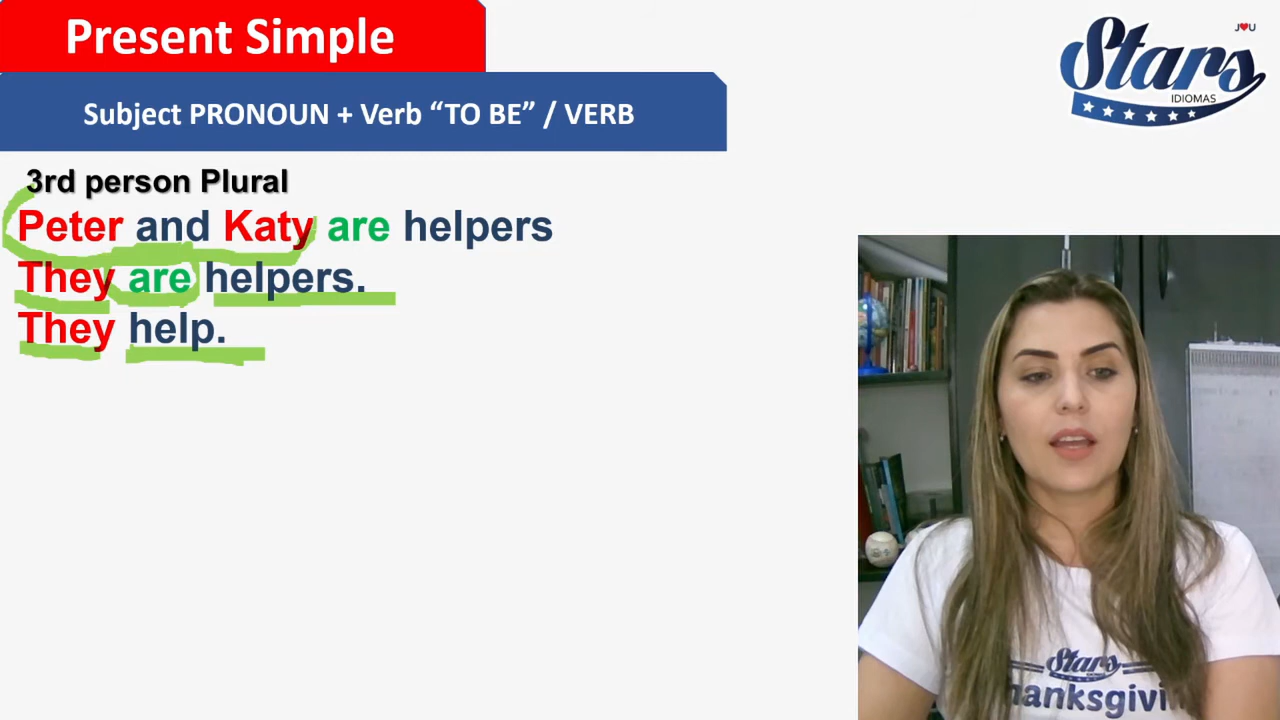 Present Simple
Subject PRONOUN + Verb “TO BE” / VERB
3rd person Plural
Peter and Katy are helpers
They are helpers.
They help.
J♥U
Stars
IDIOMAS
Stars